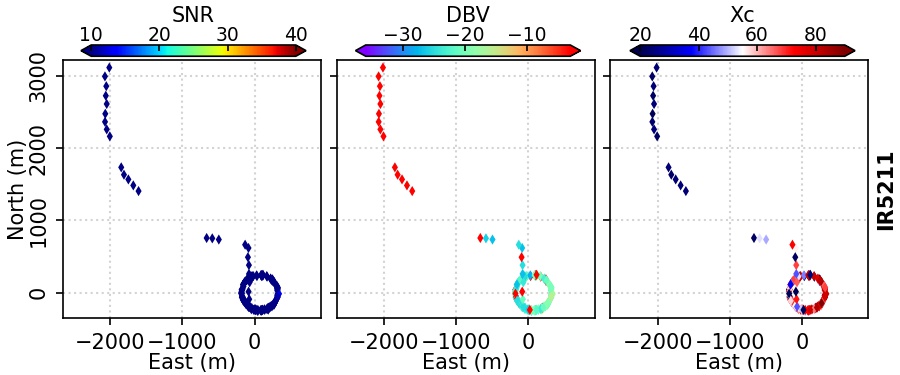 SNR DBV Xc
10 20 30 40 −30 −20 −10 20 40 60 80
3000
2000
1000
0
North (m)
IR5211
−2000 −1000 0 −2000 −1000 0 −2000 −1000 0
East (m) East (m) East (m)